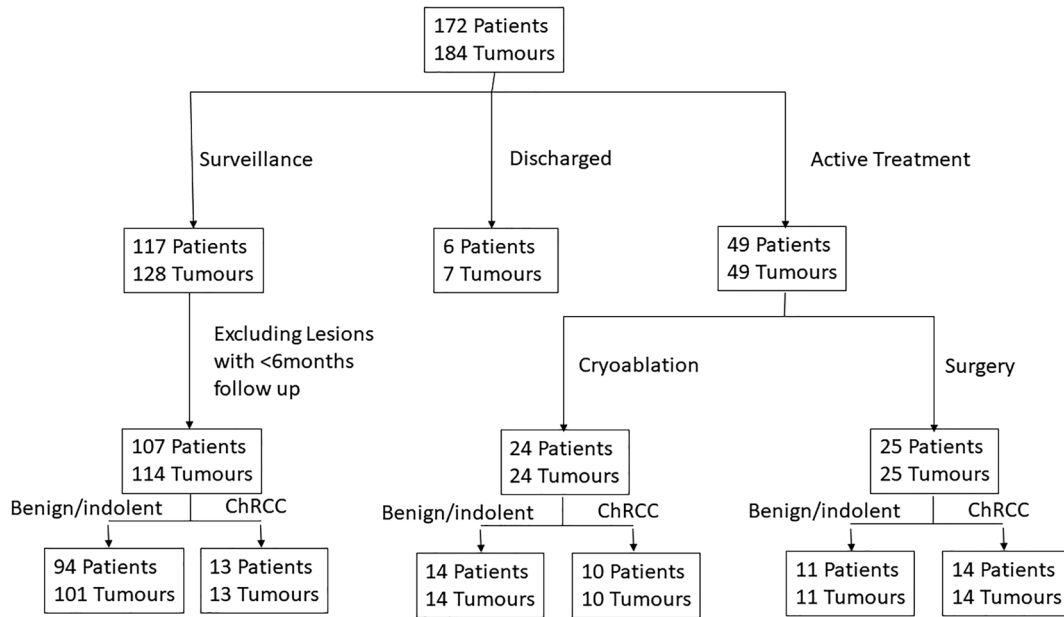 172 Patients
184 Tumours
Surveillance
Discharged
Active Treatment
117 Patients
128 Tumours
6 Patients
7 Tumours
49 Patients
49 Tumours
Excluding Lesions
with <6months
follow up
Cryoablation
Surgery
107 Patients
114 Tumours
24 Patients
24 Tumours
25 Patients
25 Tumours
Benign/indolent
ChRCC
Benign/indolent
ChRCC
Benign/indolent
ChRCC
94 Patients
101 Tumours
13 Patients
13 Tumours
14 Patients
14 Tumours
10 Patients
10 Tumours
11 Patients
11 Tumours
14 Patients
14 Tumours